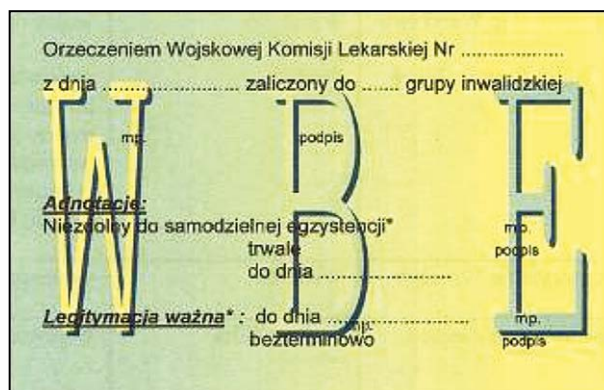 Orzeczeniem Wojskowej Komisji Lekarskiej Nr ....................
z dnia .......................... zaliczony do ....... grupy inwalidzkiej
mp. podpis
W B E
Adnotacje:
Niezdolny do samodzielnej egzystencji*
mp.
trwale podpis
do dnia .........................
Legitymacja ważna* : do dnia .......................... mp.
mp.
bezterminowo podpis